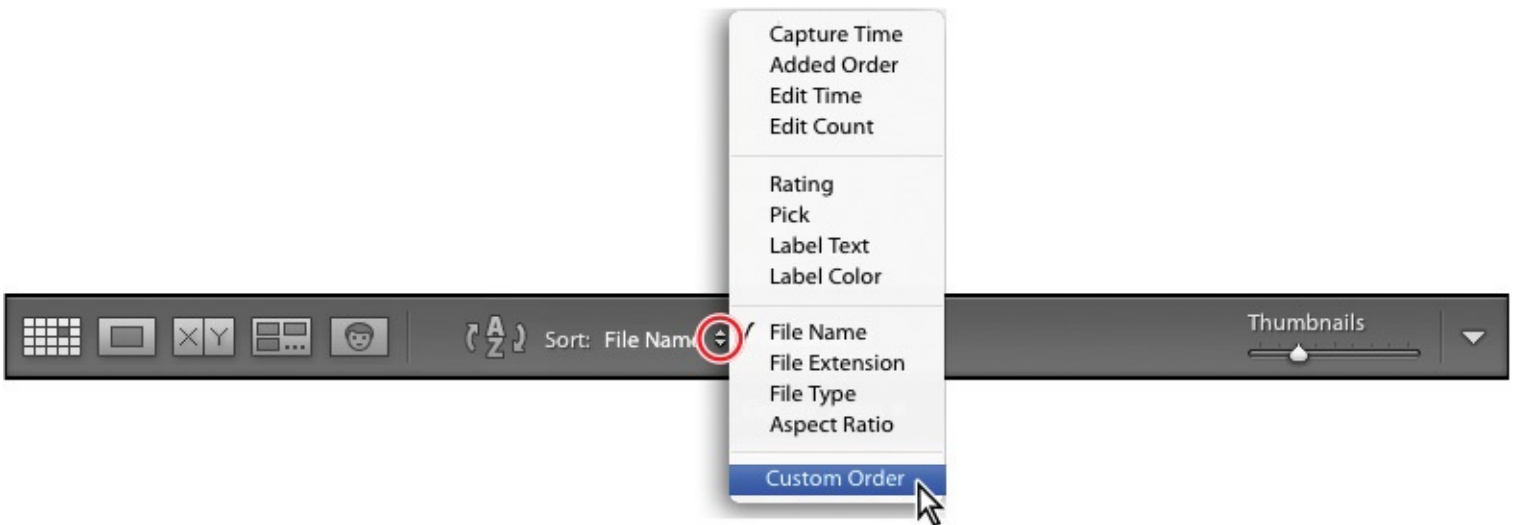 Capture Time
Added Order
Edit Time
Edit Count
Rating
Pick
Label Text
Label Color
X Y
A
Z
Sort: File Name
File Name
File Extension
File Type
Aspect Ratio
Custom Order
Thumbnails